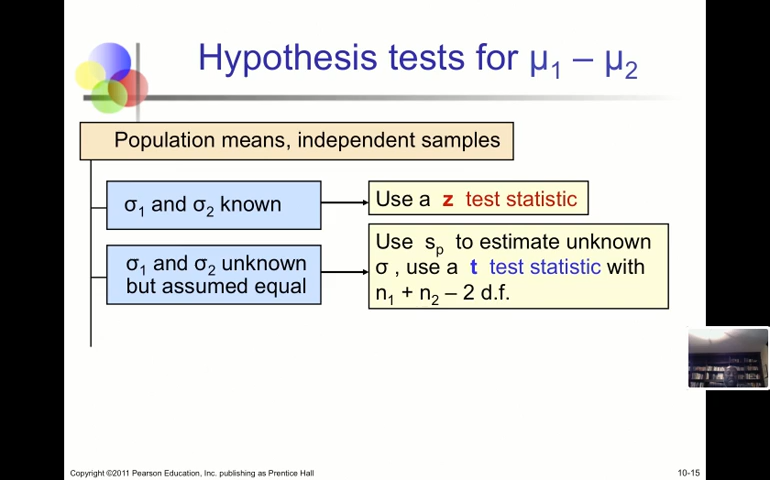 Hypothesis tests for μ₁ – μ₂
Population means, independent samples
σ₁ and σ₂ known
Use a z test statistic
σ₁ and σ₂ unknown
but assumed equal
Use sₚ to estimate unknown
σ , use a t test statistic with
n₁ + n₂ – 2 d.f.
Copyright ©2011 Pearson Education, Inc. publishing as Prentice Hall
10-15